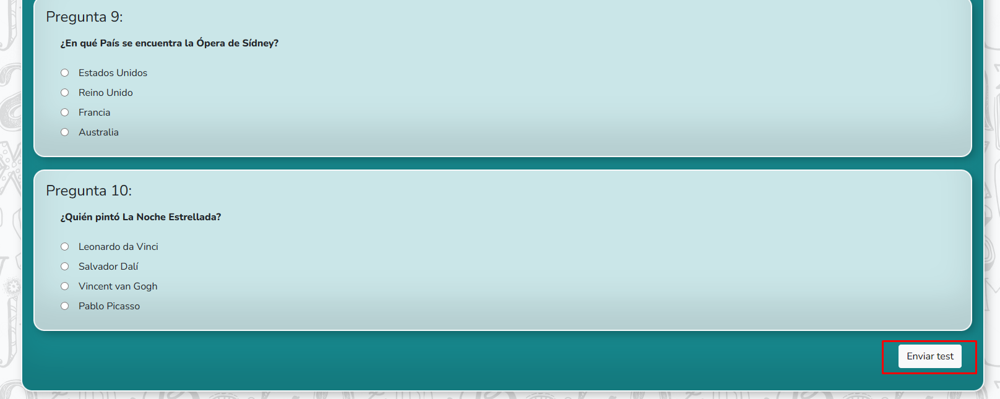 Pregunta 9:
¿En qué País se encuentra la Ópera de Sídney?
Estados Unidos
Reino Unido
Francia
Australia
Pregunta 10:
¿Quién pintó La Noche Estrellada?
Leonardo da Vinci
Salvador Dalí
Vincent van Gogh
Pablo Picasso
Enviar test